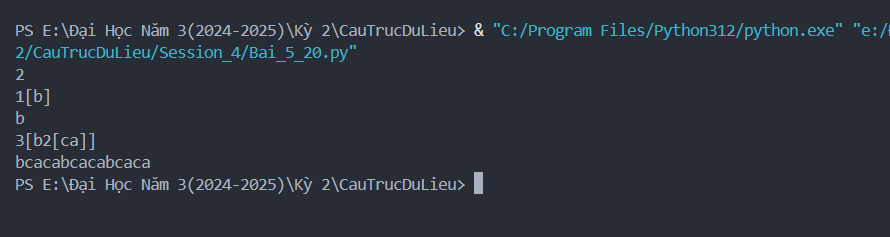 PS E:\Đại Học Năm 3(2024-2025)\Kỳ 2\CauTrucDuLieu> & "C:/Program Files/Python312/python.exe" "e:/
2/CauTrucDuLieu/Session_4/Bai_5_20.py"
2
1[b]
b
3[b2[ca]]
bcacabcacabcaca
PS E:\Đại Học Năm 3(2024-2025)\Kỳ 2\CauTrucDuLieu>